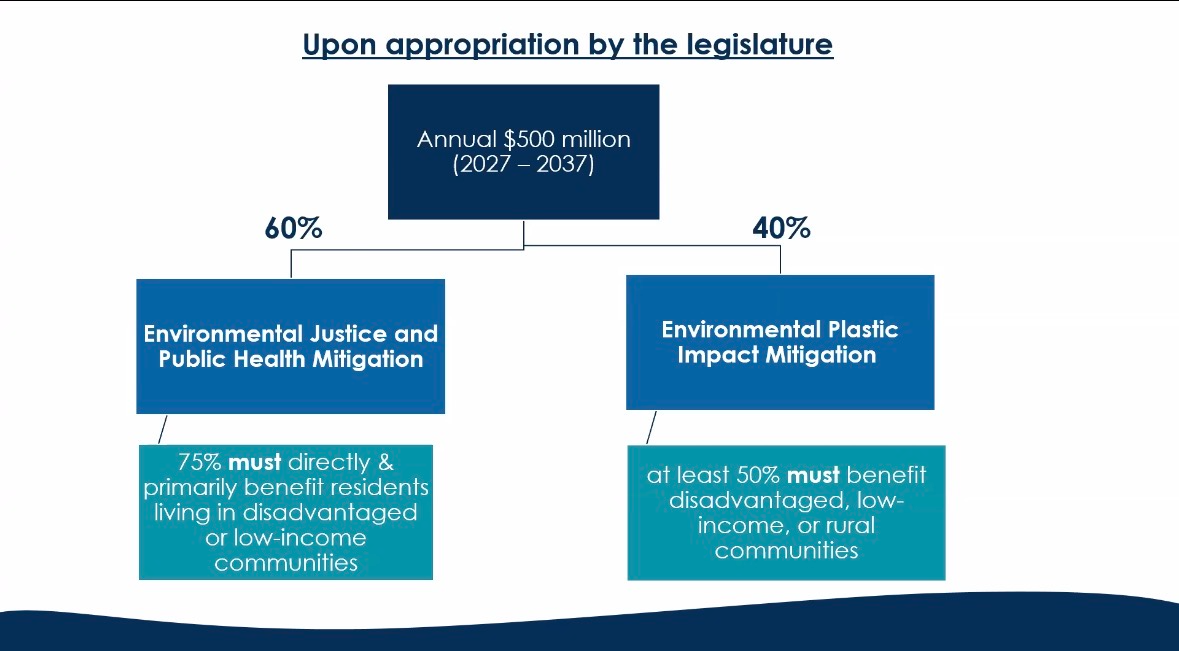 Upon appropriation by the legislature
Annual $500 million
(2027 – 2037)
60%
40%
Environmental Justice and
Public Health Mitigation
Environmental Plastic
Impact Mitigation
75% must directly &
primarily benefit residents
living in disadvantaged
or low-income
communities
at least 50% must benefit
disadvantaged, low-
income, or rural
communities